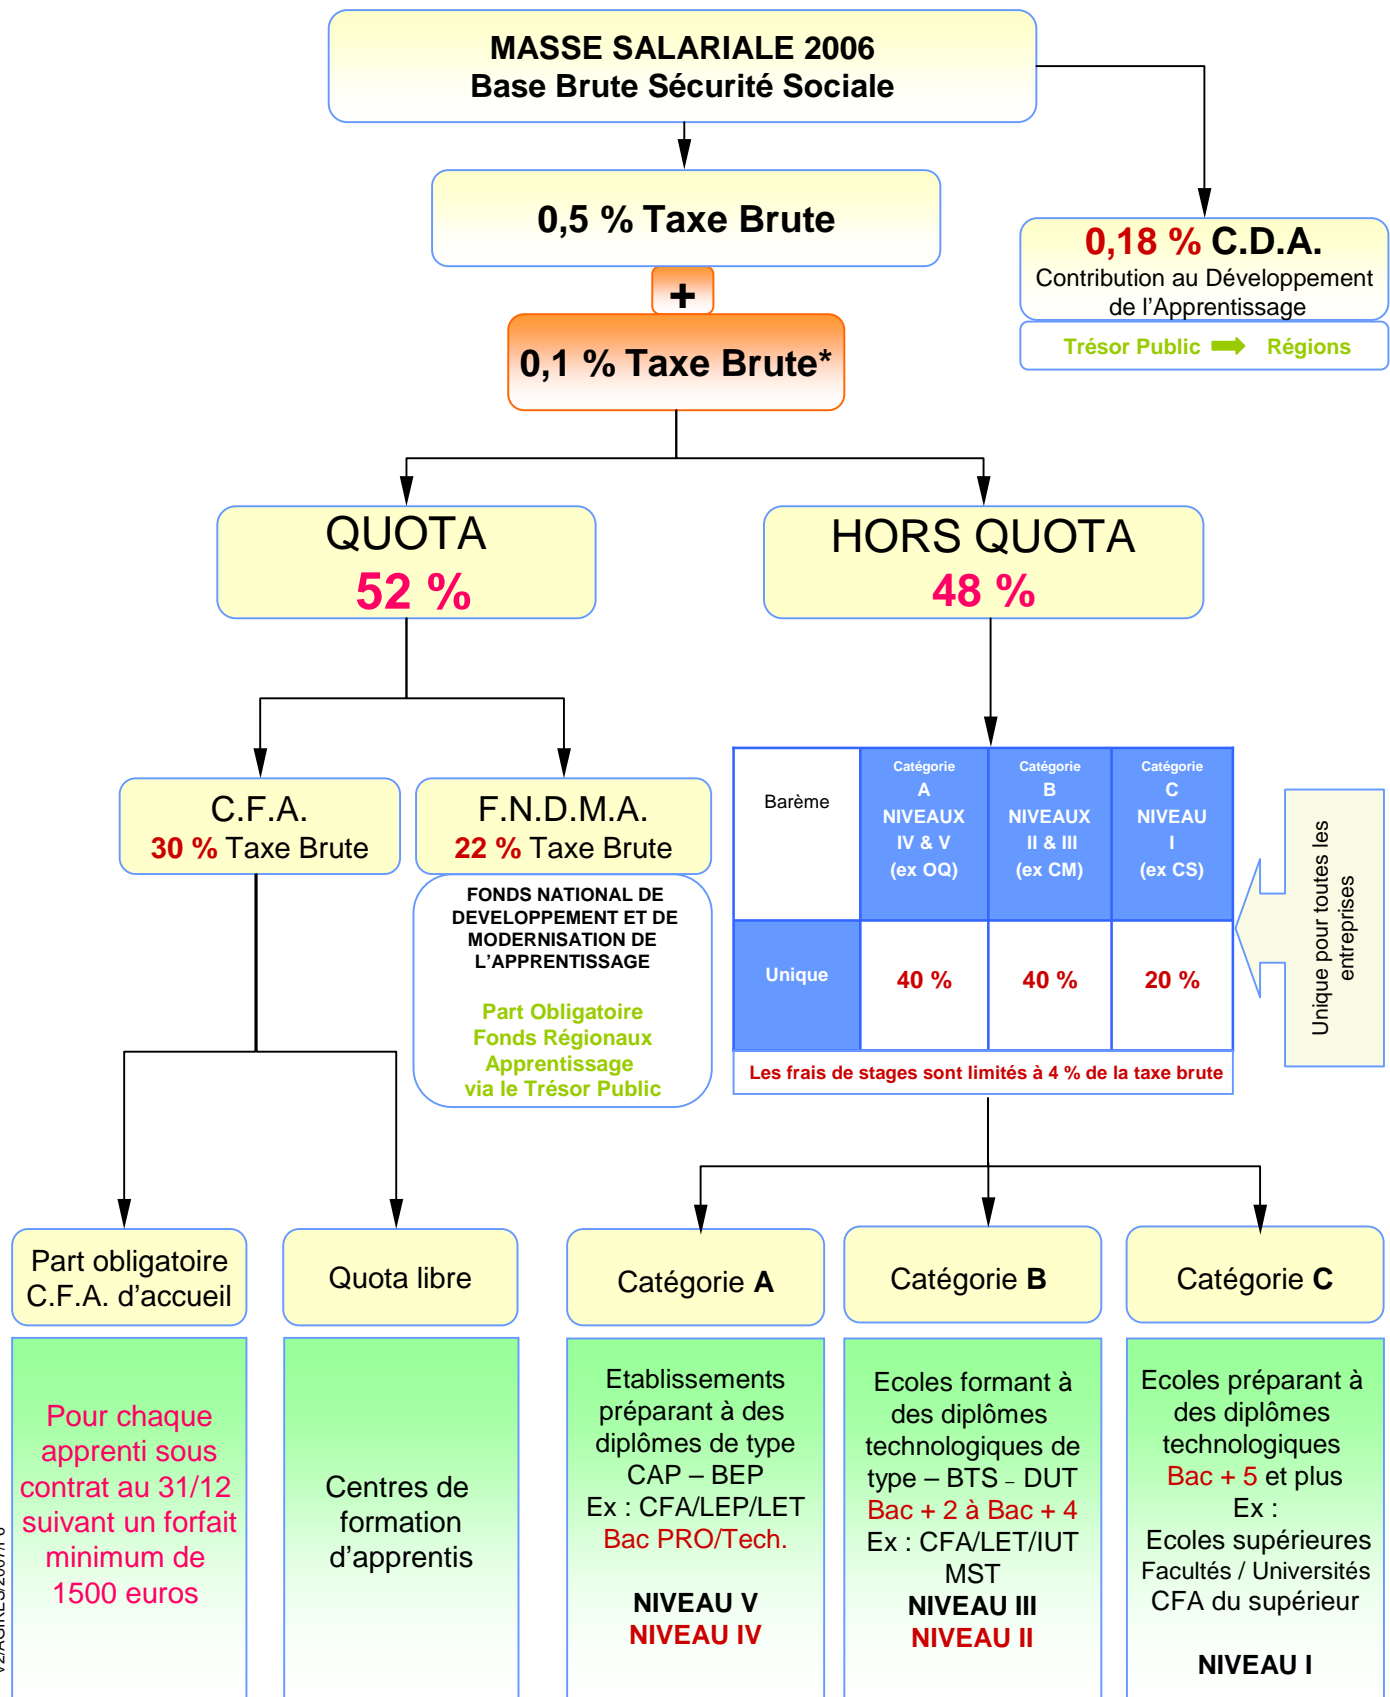 MASSE SALARIALE 2006
Base Brute Sécurité Sociale
0,5 % Taxe Brute
+
0,1 % Taxe Brute*
0,18 % C.D.A.
Contribution au Développement
de l'Apprentissage
Trésor Public Régions
QUOTA
52 %
HORS QUOTA
48 %
C.F.A.
30 % Taxe Brute
F.N.D.M.A.
22 % Taxe Brute
FONDS NATIONAL DE
DEVELOPPEMENT ET DE
MODERNISATION DE
L'APPRENTISSAGE
Part Obligatoire
Fonds Régionaux
Apprentissage
via le Trésor Public
Barème
Catégorie
A
NIVEAUX
IV & V
(ex OQ)
Catégorie
B
NIVEAUX
II & III
(ex CM)
Catégorie
C
NIVEAU
I
(ex CS)
Unique
40 %
40 %
20 %
Les frais de stages sont limités à 4 % de la taxe brute
Unique pour toutes les
entreprises
Part obligatoire
C.F.A. d'accueil
Quota libre
Catégorie A
Catégorie B
Catégorie C
Pour chaque
apprenti sous
contrat au 31/12
suivant un forfait
minimum de
1500 euros
Centres de
formation
d'apprentis
Etablissements
préparant à des
diplômes de type
CAP – BEP
Ex : CFA/LEP/LET
Bac PRO/Tech.
NIVEAU V
NIVEAU IV
Ecoles formant à
des diplômes
technologiques de
type – BTS – DUT
Bac + 2 à Bac + 4
Ex : CFA/LET/IUT
MST
NIVEAU III
NIVEAU II
Ecoles préparant à
des diplômes
technologiques
Bac + 5 et plus
Ex :
Ecoles supérieures
Facultés / Universités
CFA du supérieur
NIVEAU I